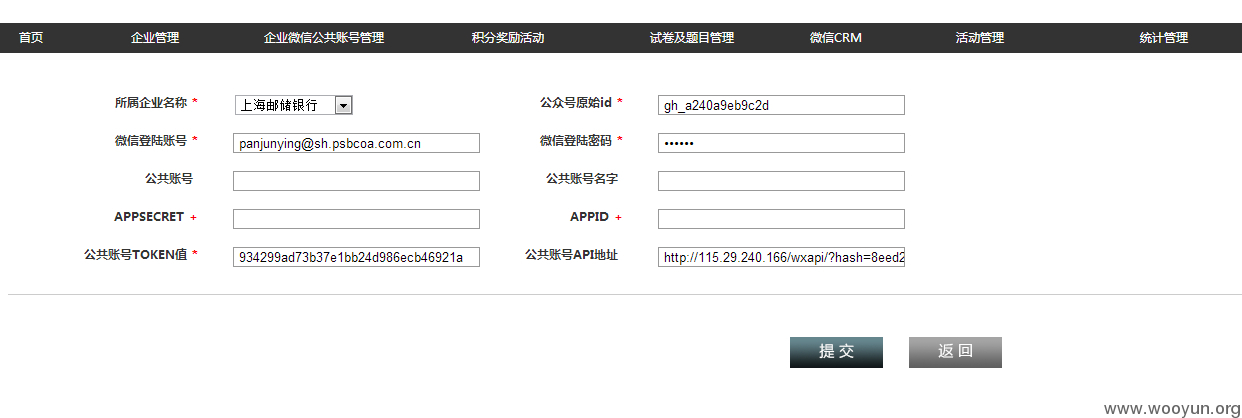 首页 企业管理 企业微信公共账号管理 积分奖励活动 试卷及题目管理 微信CRM 活动管理 统计管理
所属企业名称 * 上海邮储银行 公众号原始id * gh_a240a9eb9c2d
微信登陆账号 * panjunying@sh.psbcoa.com.cn 微信登陆密码 * ••••••
公共账号 公共账号名字
APPSECRET + APPID +
公共账号TOKEN值 * 934299ad73b37e1bb24d986ecb46921a 公共账号API地址 http://115.29.240.166/wxapi/?hash=8eed2
提 交 返 回
www.wooyun.org